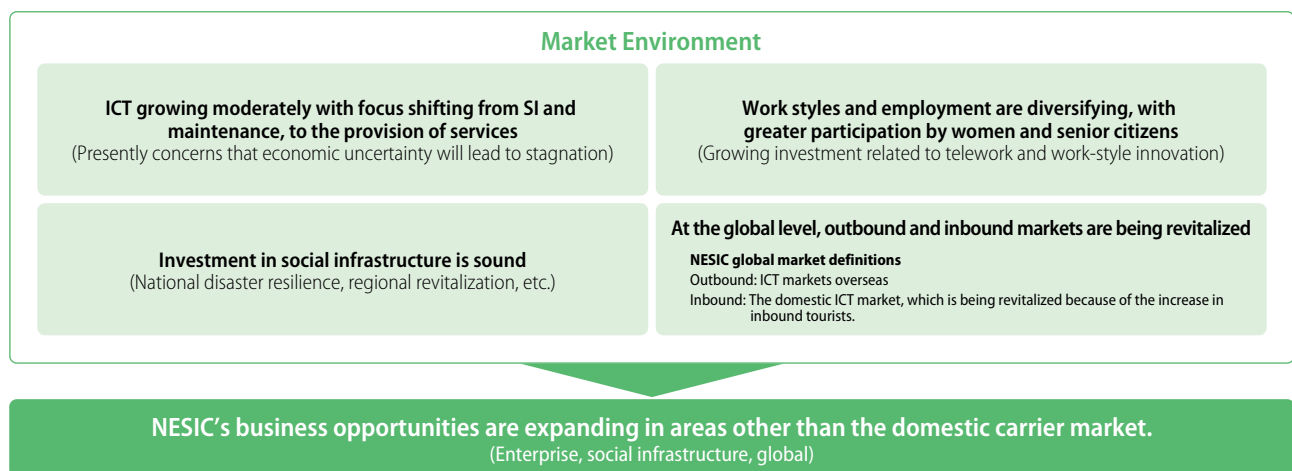 Market Environment
ICT growing moderately with focus shifting from SI and
maintenance, to the provision of services
(Presently concerns that economic uncertainty will lead to stagnation)
Work styles and employment are diversifying, with
greater participation by women and senior citizens
(Growing investment related to telework and work-style innovation)
Investment in social infrastructure is sound
(National disaster resilience, regional revitalization, etc.)
At the global level, outbound and inbound markets are being revitalized
NESIC global market definitions
Outbound: ICT markets overseas
Inbound: The domestic ICT market, which is being revitalized because of the increase in
inbound tourists.
NESIC’s business opportunities are expanding in areas other than the domestic carrier market.
(Enterprise, social infrastructure, global)